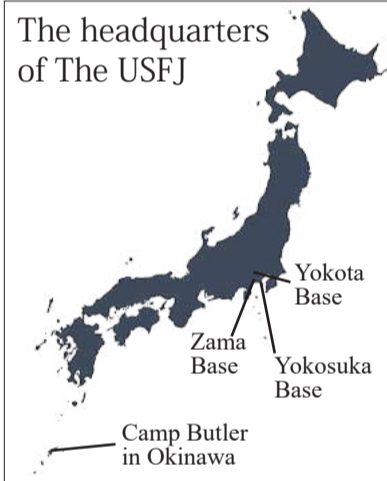 The headquarters
of The USFJ
Yokota
Base
Zama
Base
Yokosuka
Base
Camp Butler
in Okinawa